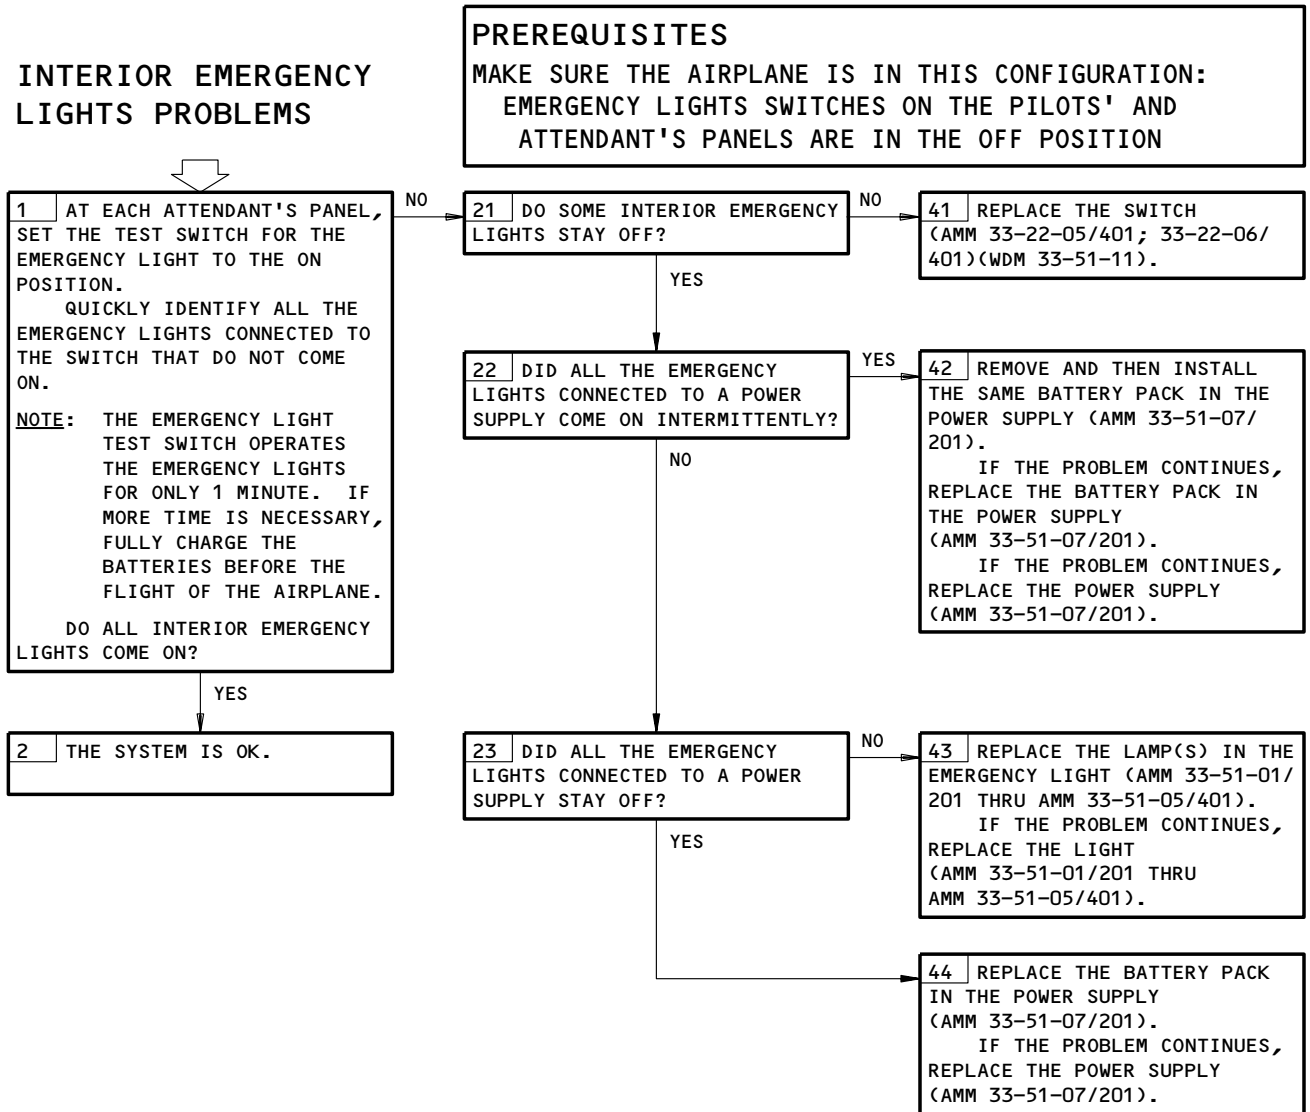 INTERIOR EMERGENCY
LIGHTS PROBLEMS
PREREQUISITES
MAKE SURE THE AIRPLANE IS IN THIS CONFIGURATION:
EMERGENCY LIGHTS SWITCHES ON THE PILOTS' AND
ATTENDANT'S PANELS ARE IN THE OFF POSITION
1 AT EACH ATTENDANT'S PANEL,
SET THE TEST SWITCH FOR THE
EMERGENCY LIGHT TO THE ON
POSITION.
QUICKLY IDENTIFY ALL THE
EMERGENCY LIGHTS CONNECTED TO
THE SWITCH THAT DO NOT COME
ON.
NOTE: THE EMERGENCY LIGHT
TEST SWITCH OPERATES
THE EMERGENCY LIGHTS
FOR ONLY 1 MINUTE. IF
MORE TIME IS NECESSARY,
FULLY CHARGE THE
BATTERIES BEFORE THE
FLIGHT OF THE AIRPLANE.
DO ALL INTERIOR EMERGENCY
LIGHTS COME ON?
YES
2 THE SYSTEM IS OK.
NO
21 DO SOME INTERIOR EMERGENCY
LIGHTS STAY OFF?
YES
NO
41 REPLACE THE SWITCH
(AMM 33-22-05/401; 33-22-06/
401)(WDM 33-51-11).
22 DID ALL THE EMERGENCY
LIGHTS CONNECTED TO A POWER
SUPPLY COME ON INTERMITTENTLY?
NO
YES
42 REMOVE AND THEN INSTALL
THE SAME BATTERY PACK IN THE
POWER SUPPLY (AMM 33-51-07/
201).
IF THE PROBLEM CONTINUES,
REPLACE THE BATTERY PACK IN
THE POWER SUPPLY
(AMM 33-51-07/201).
IF THE PROBLEM CONTINUES,
REPLACE THE POWER SUPPLY
(AMM 33-51-07/201).
23 DID ALL THE EMERGENCY
LIGHTS CONNECTED TO A POWER
SUPPLY STAY OFF?
YES
NO
43 REPLACE THE LAMP(S) IN THE
EMERGENCY LIGHT (AMM 33-51-01/
201 THRU AMM 33-51-05/401).
IF THE PROBLEM CONTINUES,
REPLACE THE LIGHT
(AMM 33-51-01/201 THRU
AMM 33-51-05/401).
44 REPLACE THE BATTERY PACK
IN THE POWER SUPPLY
(AMM 33-51-07/201).
IF THE PROBLEM CONTINUES,
REPLACE THE POWER SUPPLY
(AMM 33-51-07/201).